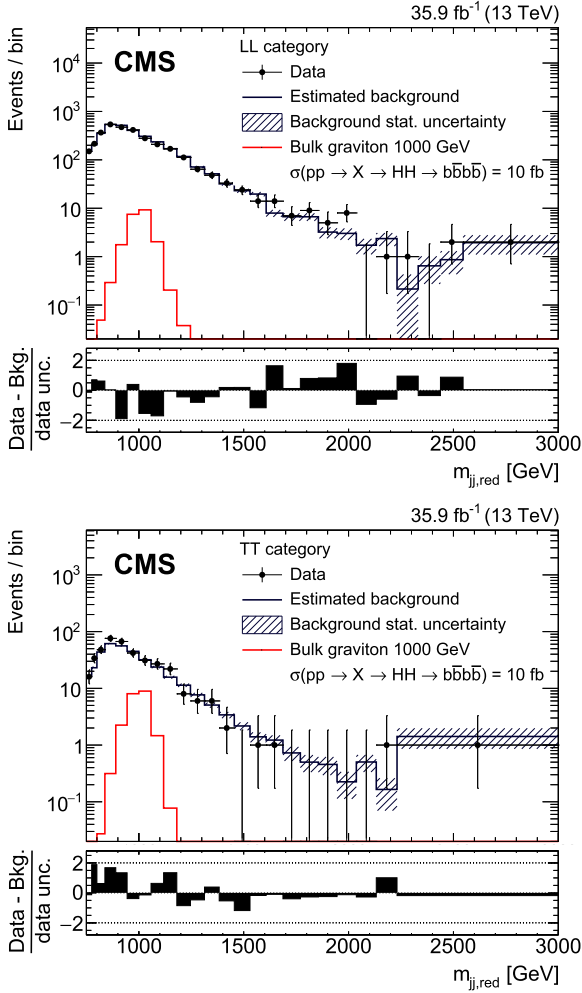 35.9 fb⁻¹ (13 TeV)
Events / bin
CMS
LL category
Data
Estimated background
Background stat. uncertainty
Bulk graviton 1000 GeV
σ(pp → X → HH → bb̅bb̅) = 10 fb
10⁴
10³
10²
10
1
10⁻¹
Data - Bkg.
data unc.
2
0
−2
1000 1500 2000 2500 3000
m_jj,red [GeV]
35.9 fb⁻¹ (13 TeV)
Events / bin
CMS
TT category
Data
Estimated background
Background stat. uncertainty
Bulk graviton 1000 GeV
σ(pp → X → HH → bb̅bb̅) = 10 fb
10³
10²
10
1
10⁻¹
Data - Bkg.
data unc.
2
0
−2
1000 1500 2000 2500 3000
m_jj,red [GeV]